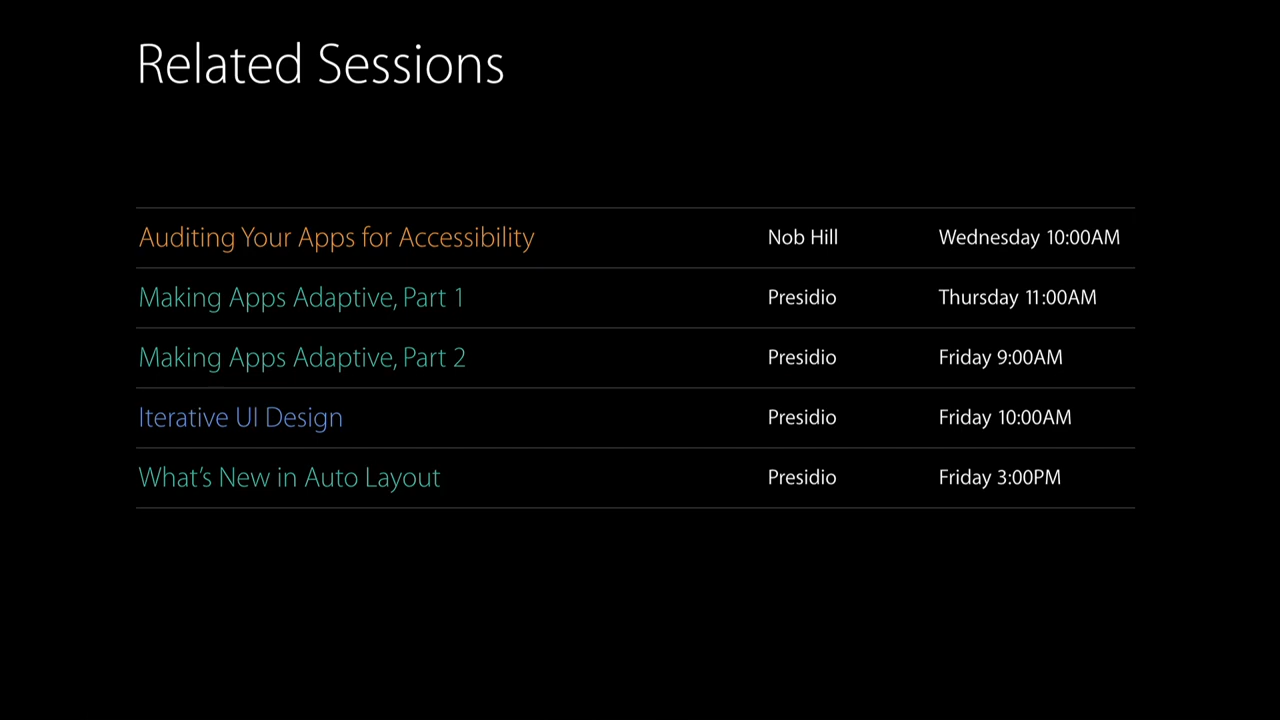 Related Sessions
Auditing Your Apps for Accessibility Nob Hill Wednesday 10:00AM
Making Apps Adaptive, Part 1 Presidio Thursday 11:00AM
Making Apps Adaptive, Part 2 Presidio Friday 9:00AM
Iterative UI Design Presidio Friday 10:00AM
What’s New in Auto Layout Presidio Friday 3:00PM